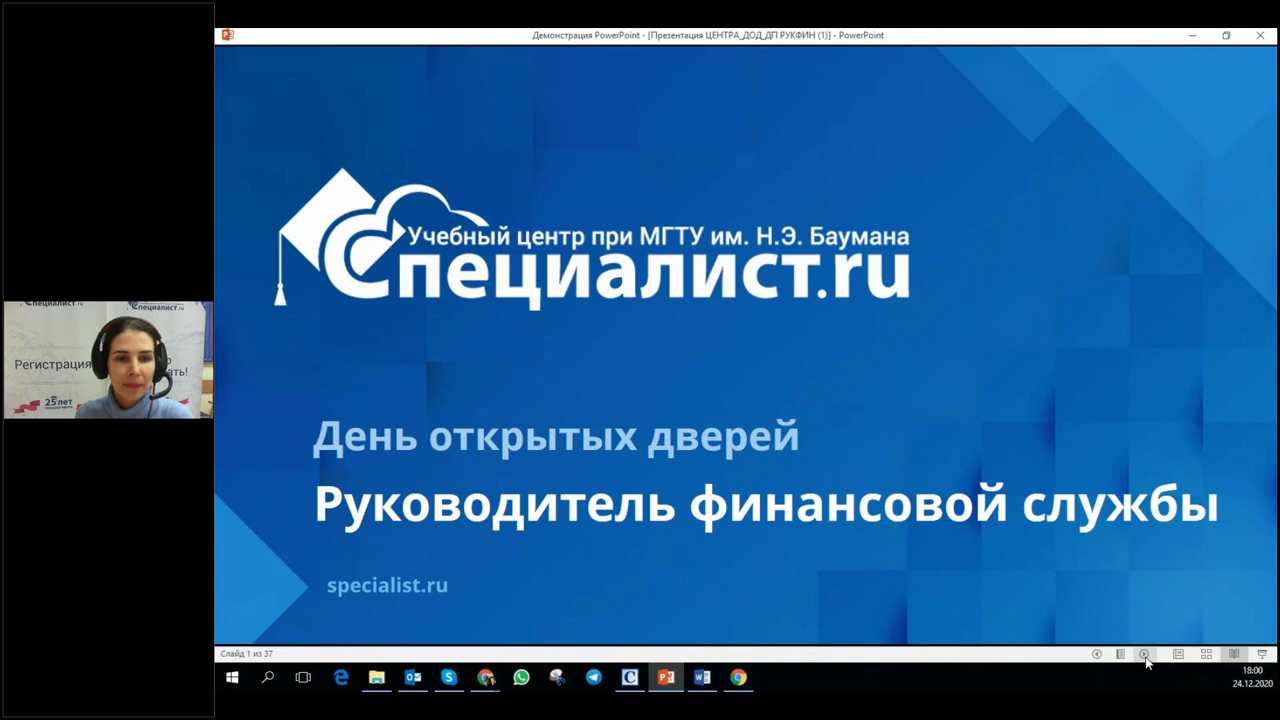 Демонстрация PowerPoint - [Презентация ЦЕНТРА_ДОД_ДП РУКФИН (1)] - PowerPoint
Учебный центр при МГТУ им. Н.Э. Баумана
Специалист.ru
День открытых дверей
Руководитель финансовой службы
specialist.ru
Регистрация
ать!
25 лет
Слайд 1 из 37
18:00
24.12.2020